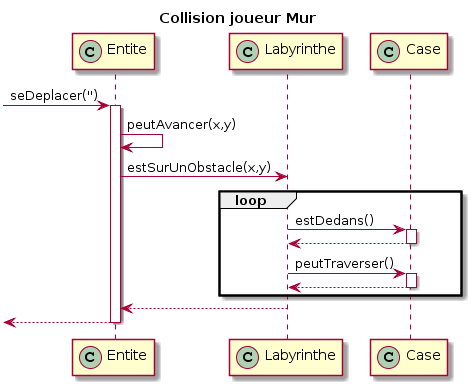 Collision joueur Mur
C Entite
C Labyrinthe
C Case
seDeplacer('')
peutAvancer(x,y)
estSurUnObstacle(x,y)
loop
estDedans()
peutTraverser()
C Entite
C Labyrinthe
C Case